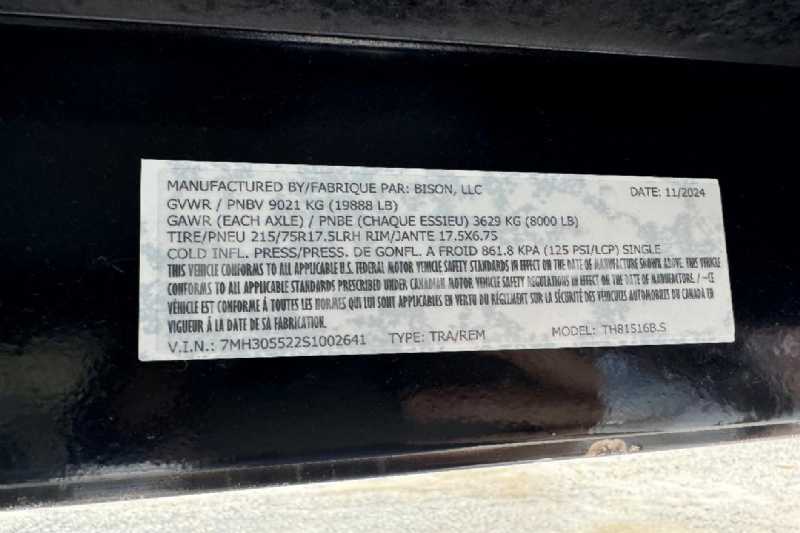 MANUFACTURED BY/FABRIQUE PAR: BISON, LLC DATE: 11/2024
GVWR / PNBV 9021 KG (19888 LB)
GAWR (EACH AXLE) / PNBE (CHAQUE ESSIEU) 3629 KG (8000 LB)
TIRE/PNEU 215/75R17.5LRH RIM/JANTE 17.5X6.75
COLD INFL. PRESS/PRESS. DE GONFL. A FROID 861.8 KPA (125 PSI/LCP) SINGLE
THIS VEHICLE CONFORMS TO ALL APPLICABLE U.S. FEDERAL MOTOR VEHICLE SAFETY STANDARDS IN EFFECT ON THE DATE OF MANUFACTURE SHOWN ABOVE. THIS VEHICLE
CONFORMS TO ALL APPLICABLE STANDARDS PRESCRIBED UNDER CANADIAN MOTOR VEHICLE SAFETY REGULATIONS IN EFFECT ON THE DATE OF MANUFACTURE. / -CE
VÉHICLE EST CONFORME À TOUTES LES NORMES QUI LUI SONT APPLICABLES EN VERTU DU RÈGLEMENT SUR LA SÉCURITÉ DES VÉHICULES AUTOMOBILES DU CANADA EN
VIGUEUR À LA DATE DE SA FABRICATION.
V.I.N.: 7MH305522S1002641 TYPE: TRA/REM MODEL: TH81516B.S